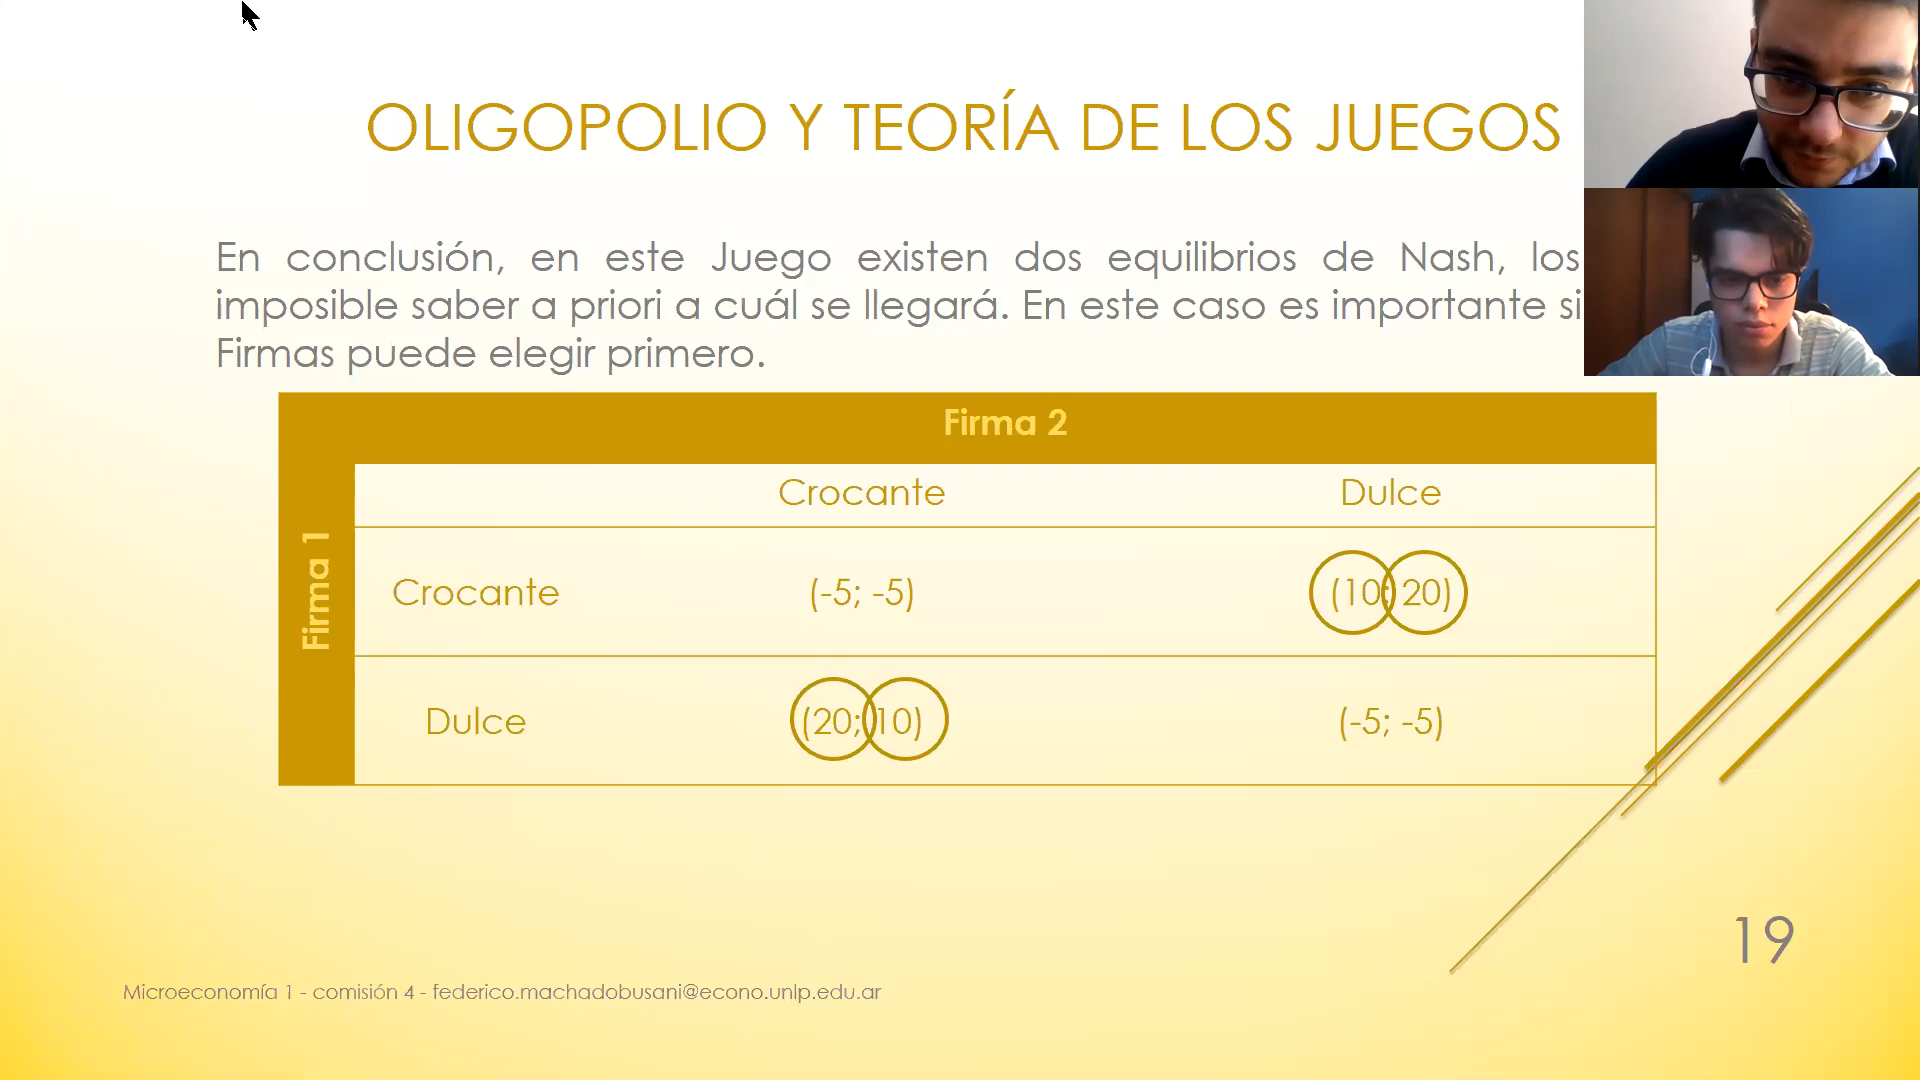 OLIGOPOLIO Y TEORÍA DE LOS JUEGOS
En conclusión, en este Juego existen dos equilibrios de Nash, los
imposible saber a priori a cuál se llegará. En este caso es importante si
Firmas puede elegir primero.
Firma 2
Crocante Dulce
Firma 1
Crocante (-5; -5) (10; 20)
Dulce (20; 10) (-5; -5)
19
Microeconomía 1 - comisión 4 - federico.machadobusani@econo.unlp.edu.ar